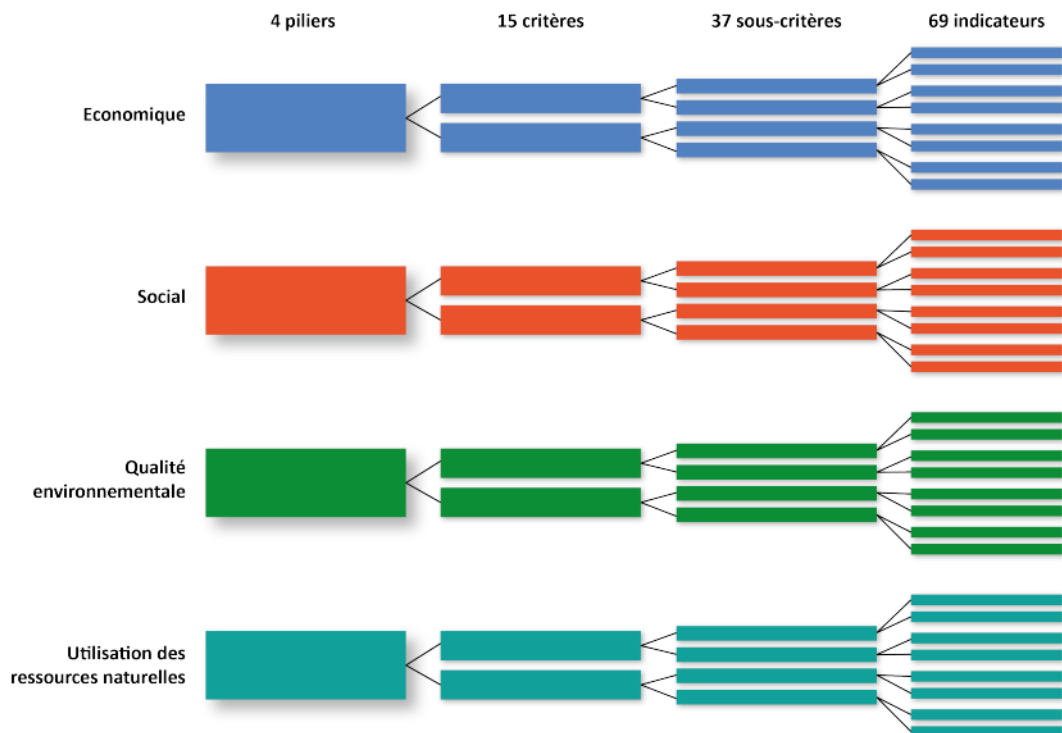 4 piliers
15 critères
37 sous-critères
69 indicateurs
Economique
Social
Qualité
environnementale
Utilisation des
ressources naturelles